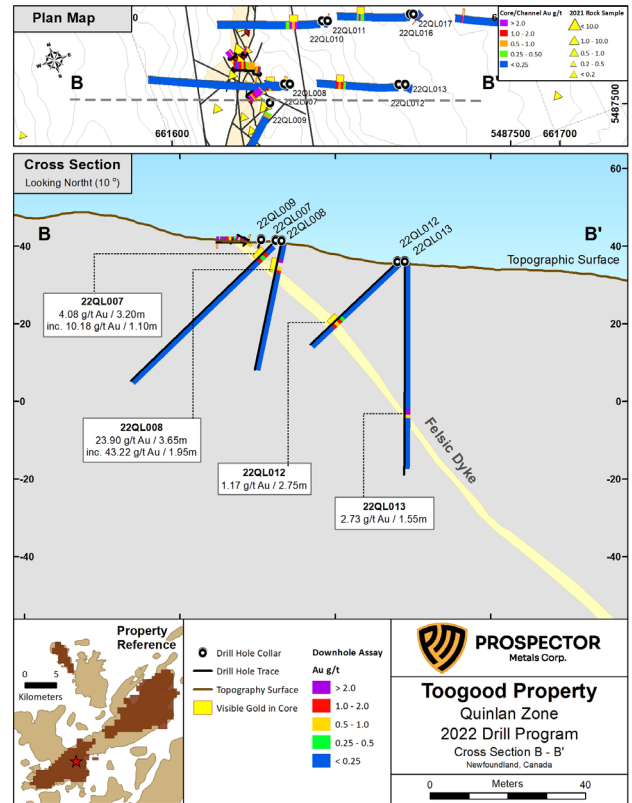 Plan Map
0
6
22QL011
22QL010
22QL017
22QL016
Core/Channel Au g/t
> 2.0
1.0 - 2.0
0.5 - 1.0
0.25 - 0.50
< 0.25
2021 Rock Sample
< 10.0
1.0 - 10.0
0.5 - 1.0
0.2 - 0.5
< 0.2
B
B'
22QL008
22QL007
22QL009
22QL013
22QL012
5487500
661600
5487500
661700
Cross Section
Looking Northt (10 °)
60
B
22QL009
22QL007
22QL008
22QL012
22QL013
B'
40
40
Topographic Surface
22QL007
4.08 g/t Au / 3.20m
inc. 10.18 g/t Au / 1.10m
20
20
0
0
22QL008
23.90 g/t Au / 3.65m
inc. 43.22 g/t Au / 1.95m
Felsic Dyke
22QL012
1.17 g/t Au / 2.75m
-20
-20
22QL013
2.73 g/t Au / 1.55m
-40
-40
Property
Reference
0 5
Kilometers
Drill Hole Collar
Drill Hole Trace
Topography Surface
Visible Gold in Core
Downhole Assay
Au g/t
> 2.0
1.0 - 2.0
0.5 - 1.0
0.25 - 0.5
< 0.25
PROSPECTOR
Metals Corp.
Toogood Property
Quinlan Zone
2022 Drill Program
Cross Section B - B'
Newfoundland, Canada
Meters
0 40